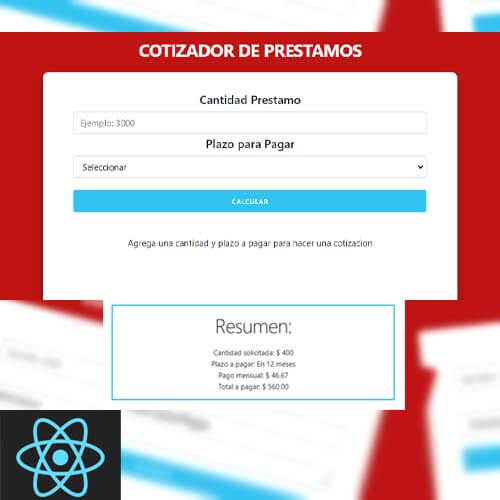 COTIZADOR DE PRESTAMOS
Cantidad Prestamo
Ejemplo: 3000
Plazo para Pagar
Seleccionar
CALCULAR
Agrega una cantidad y plazo a pagar para hacer una cotizacion
Resumen:
Cantidad solicitada: $ 400
Plazo a pagar: En 12 meses
Pago mensual: $ 46.67
Total a pagar: $ 560.00